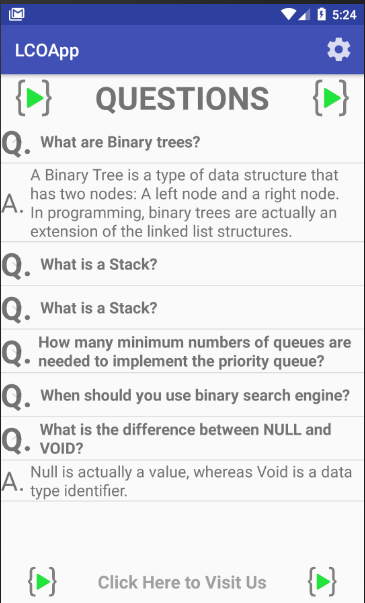 5:24
LCOApp
{ } QUESTIONS { }
Q. What are Binary trees?
A. A Binary Tree is a type of data structure that
has two nodes: A left node and a right node.
In programming, binary trees are actually an
extension of the linked list structures.
Q. What is a Stack?
Q. What is a Stack?
Q. How many minimum numbers of queues are
needed to implement the priority queue?
Q. When should you use binary search engine?
Q. What is the difference between NULL and
VOID?
A. Null is actually a value, whereas Void is a data
type identifier.
{ } Click Here to Visit Us { }